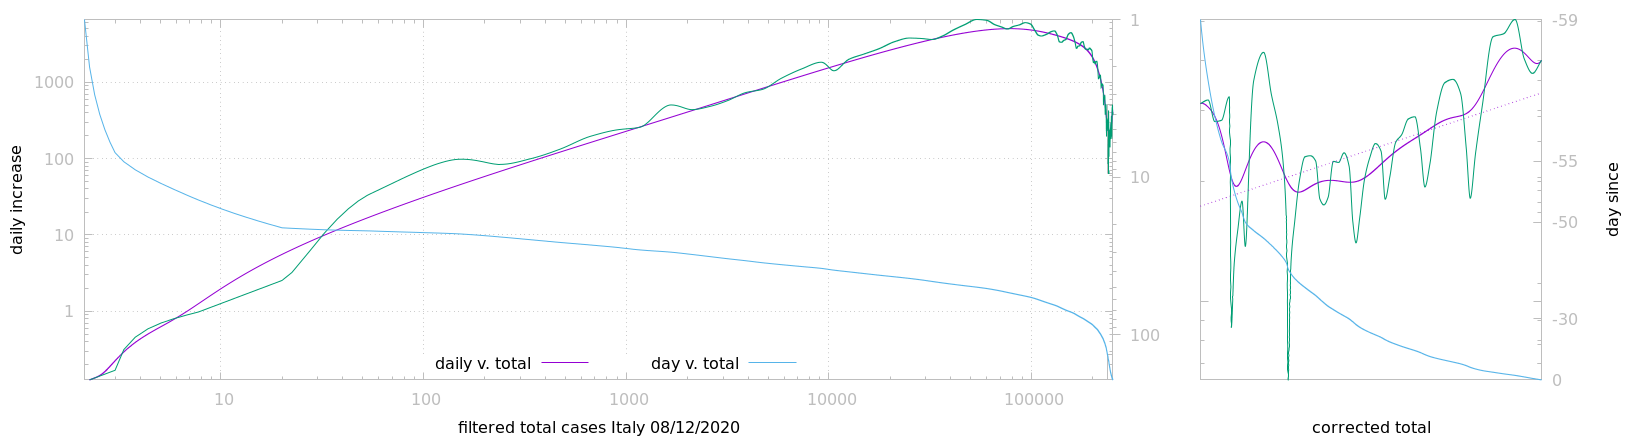 1
-59
1000
daily increase
100
10
-55
day since
10
-50
1
-30
100
daily v. total
day v. total
0
10
100
1000
10000
100000
filtered total cases Italy 08/12/2020
corrected total